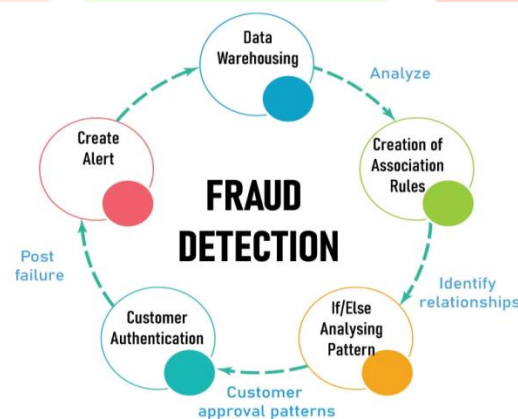 Data
Warehousing
Analyze
Creation of
Association
Rules
Identify
relationships
If/Else
Analysing
Pattern
Customer
approval patterns
Customer
Authentication
Post
failure
Create
Alert
FRAUD
DETECTION